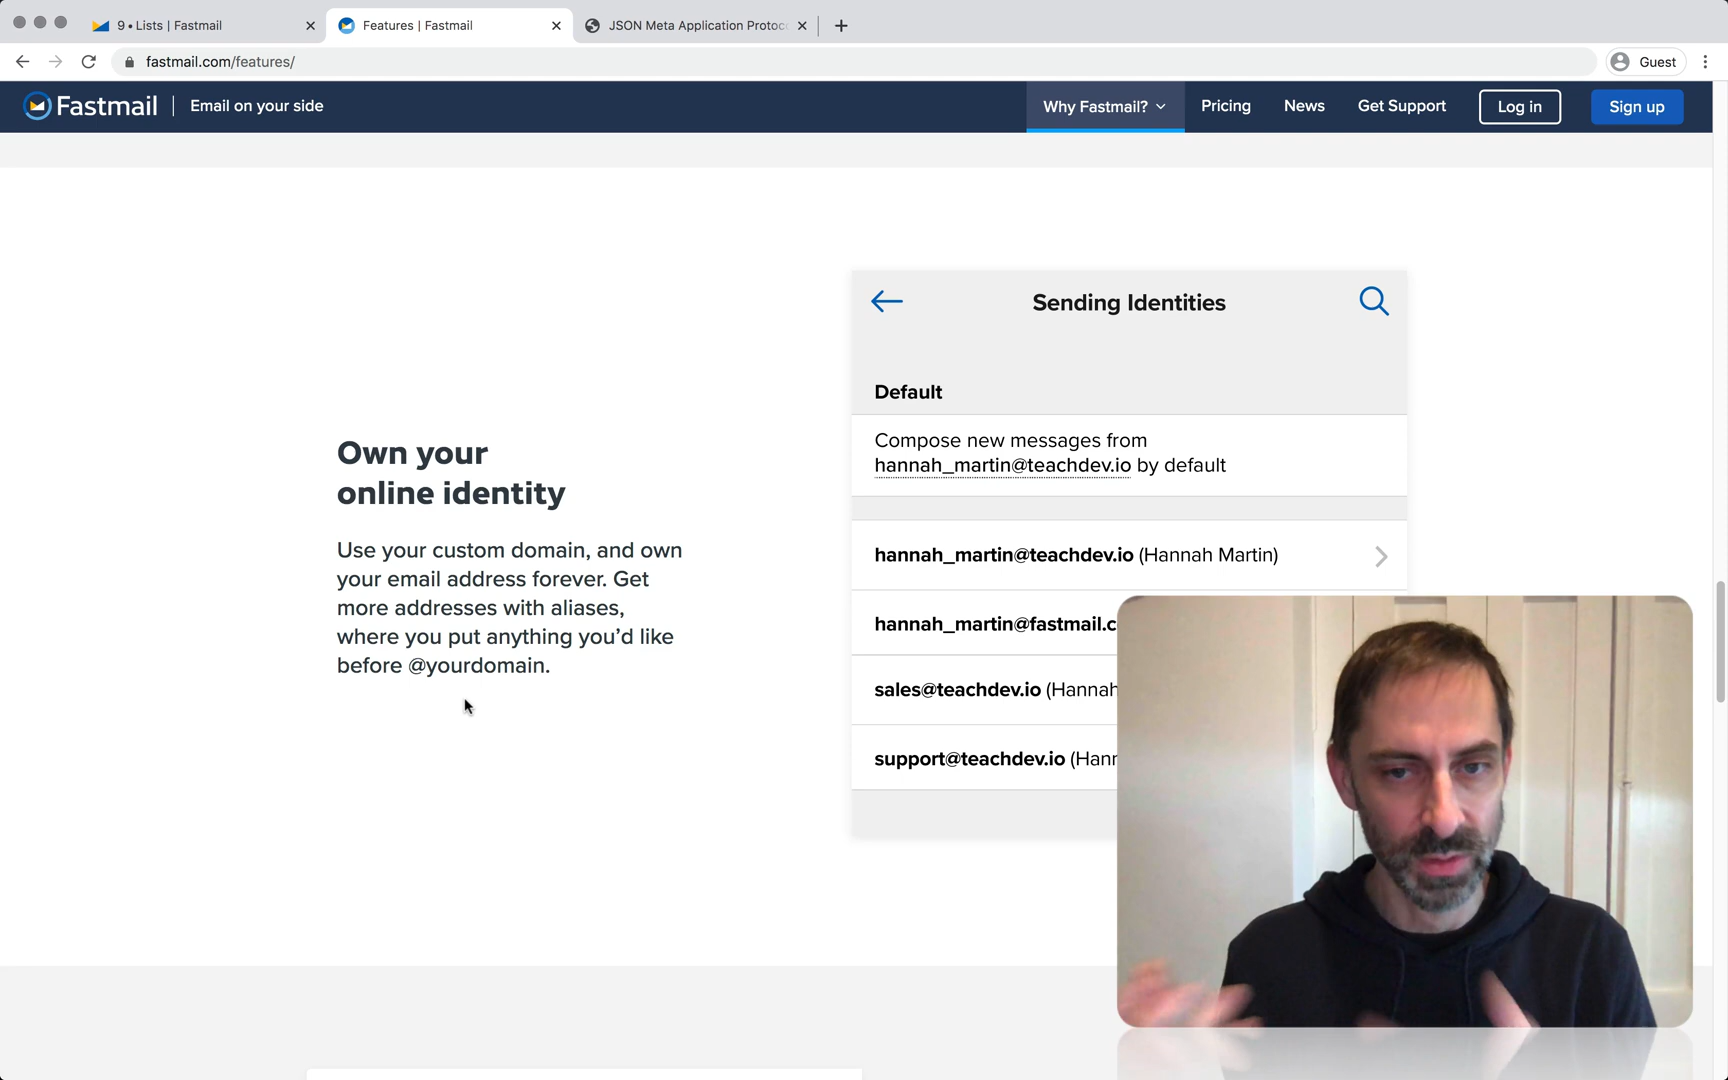 9 • Lists | Fastmail
Features | Fastmail
JSON Meta Application Protoc
fastmail.com/features/
Guest
Fastmail
Email on your side
Why Fastmail?
Pricing
News
Get Support
Log in
Sign up
Own your
online identity
Use your custom domain, and own
your email address forever. Get
more addresses with aliases,
where you put anything you’d like
before @yourdomain.
Sending Identities
Default
Compose new messages from
hannah_martin@teachdev.io by default
hannah_martin@teachdev.io (Hannah Martin)
hannah_martin@fastmail.c
sales@teachdev.io (Hannah
support@teachdev.io (Hann